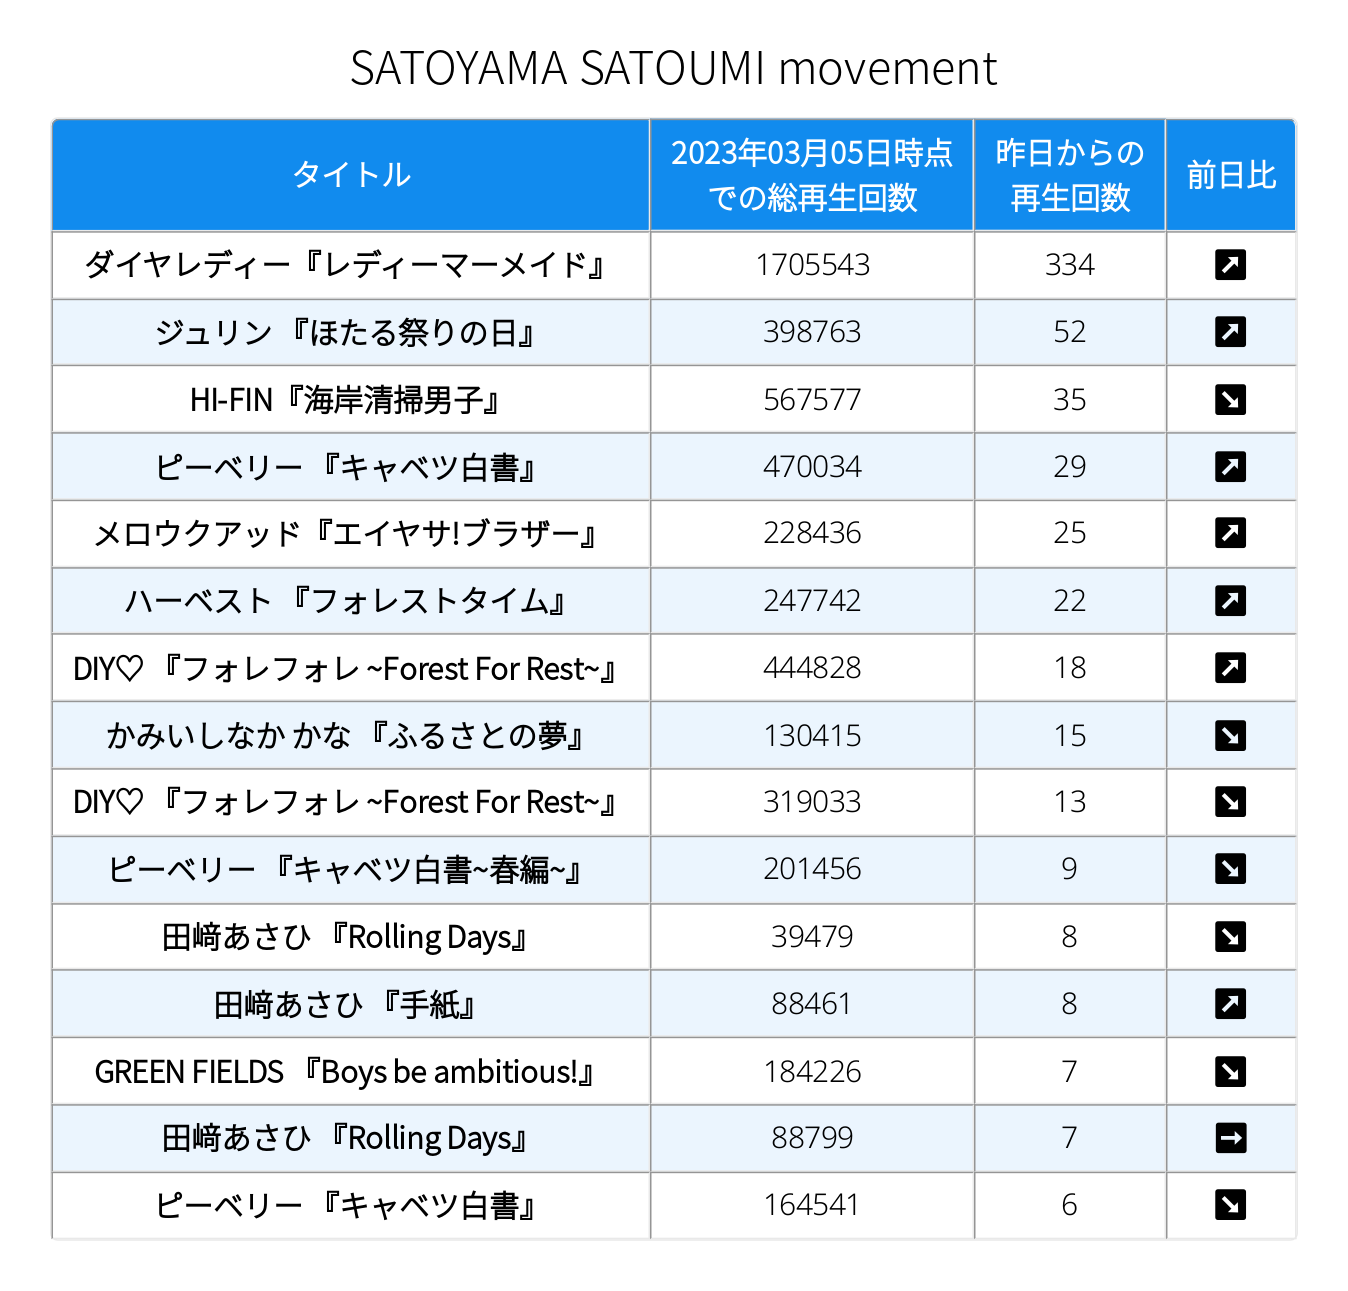 SATOYAMA SATOUMI movement
タイトル 2023年03月05日時点での総再生回数 昨日からの再生回数 前日比
ダイヤレディー『レディーマーメイド』 1705543 334 ↗
ジュリン 『ほたる祭りの日』 398763 52 ↗
HI-FIN『海岸清掃男子』 567577 35 ↘
ピーベリー 『キャベツ白書』 470034 29 ↗
メロウクアッド『エイヤサ!ブラザー』 228436 25 ↗
ハーベスト 『フォレストタイム』 247742 22 ↗
DIY♡ 『フォレフォレ ~Forest For Rest~』 444828 18 ↗
かみいしなか かな 『ふるさとの夢』 130415 15 ↘
DIY♡ 『フォレフォレ ~Forest For Rest~』 319033 13 ↘
ピーベリー 『キャベツ白書~春編~』 201456 9 ↘
田﨑あさひ 『Rolling Days』 39479 8 ↘
田﨑あさひ 『手紙』 88461 8 ↗
GREEN FIELDS 『Boys be ambitious!』 184226 7 ↘
田﨑あさひ 『Rolling Days』 88799 7 →
ピーベリー 『キャベツ白書』 164541 6 ↘